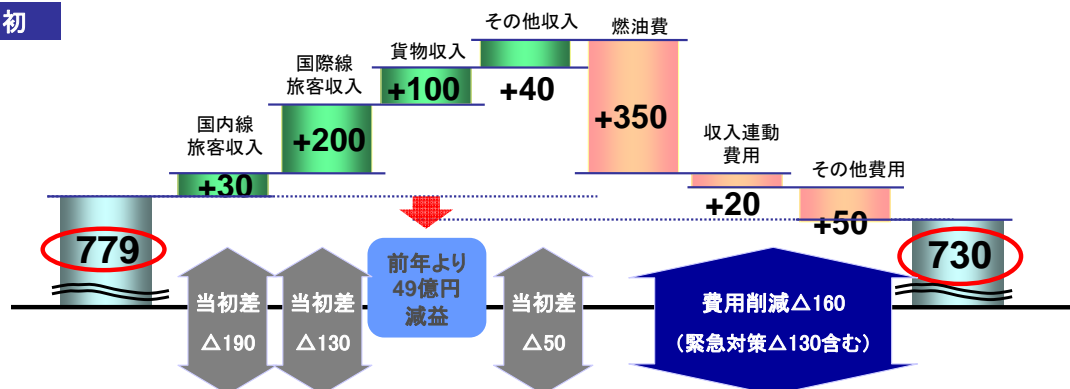 初
その他収入
燃油費
貨物収入
国際線
旅客収入
+100
+40
+350
国内線
旅客収入
+200
収入連動
費用
その他費用
+30
+20
+50
779
前年より
49億円
減益
730
当初差
△190
当初差
△130
当初差
△50
費用削減△160
（緊急対策△130含む）